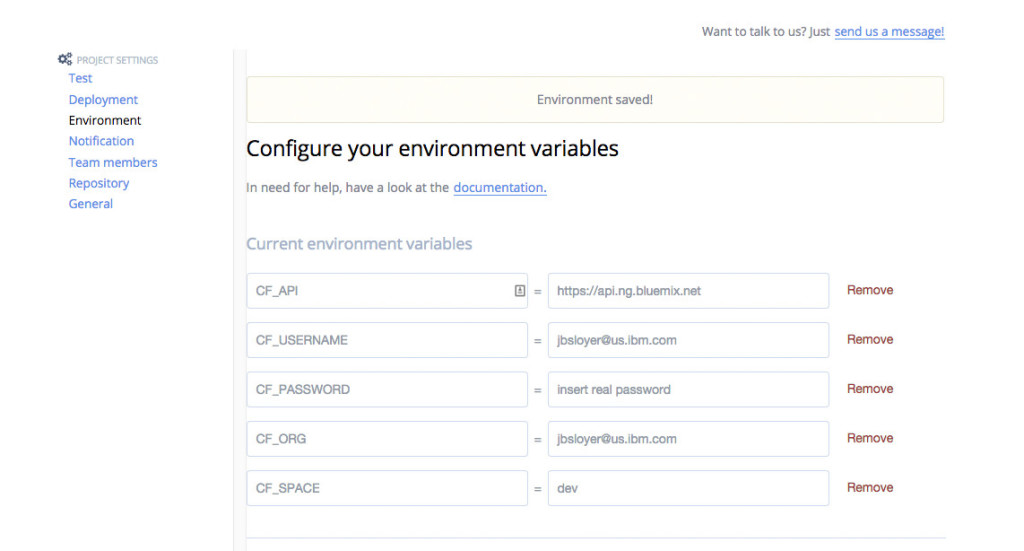 Want to talk to us? Just send us a message!
PROJECT SETTINGS
Test
Deployment
Environment
Notification
Team members
Repository
General
Environment saved!
Configure your environment variables
In need for help, have a look at the documentation.
Current environment variables
CF_API = https://api.ng.bluemix.net Remove
CF_USERNAME = jbsloyer@us.ibm.com Remove
CF_PASSWORD = insert real password Remove
CF_ORG = jbsloyer@us.ibm.com Remove
CF_SPACE = dev Remove